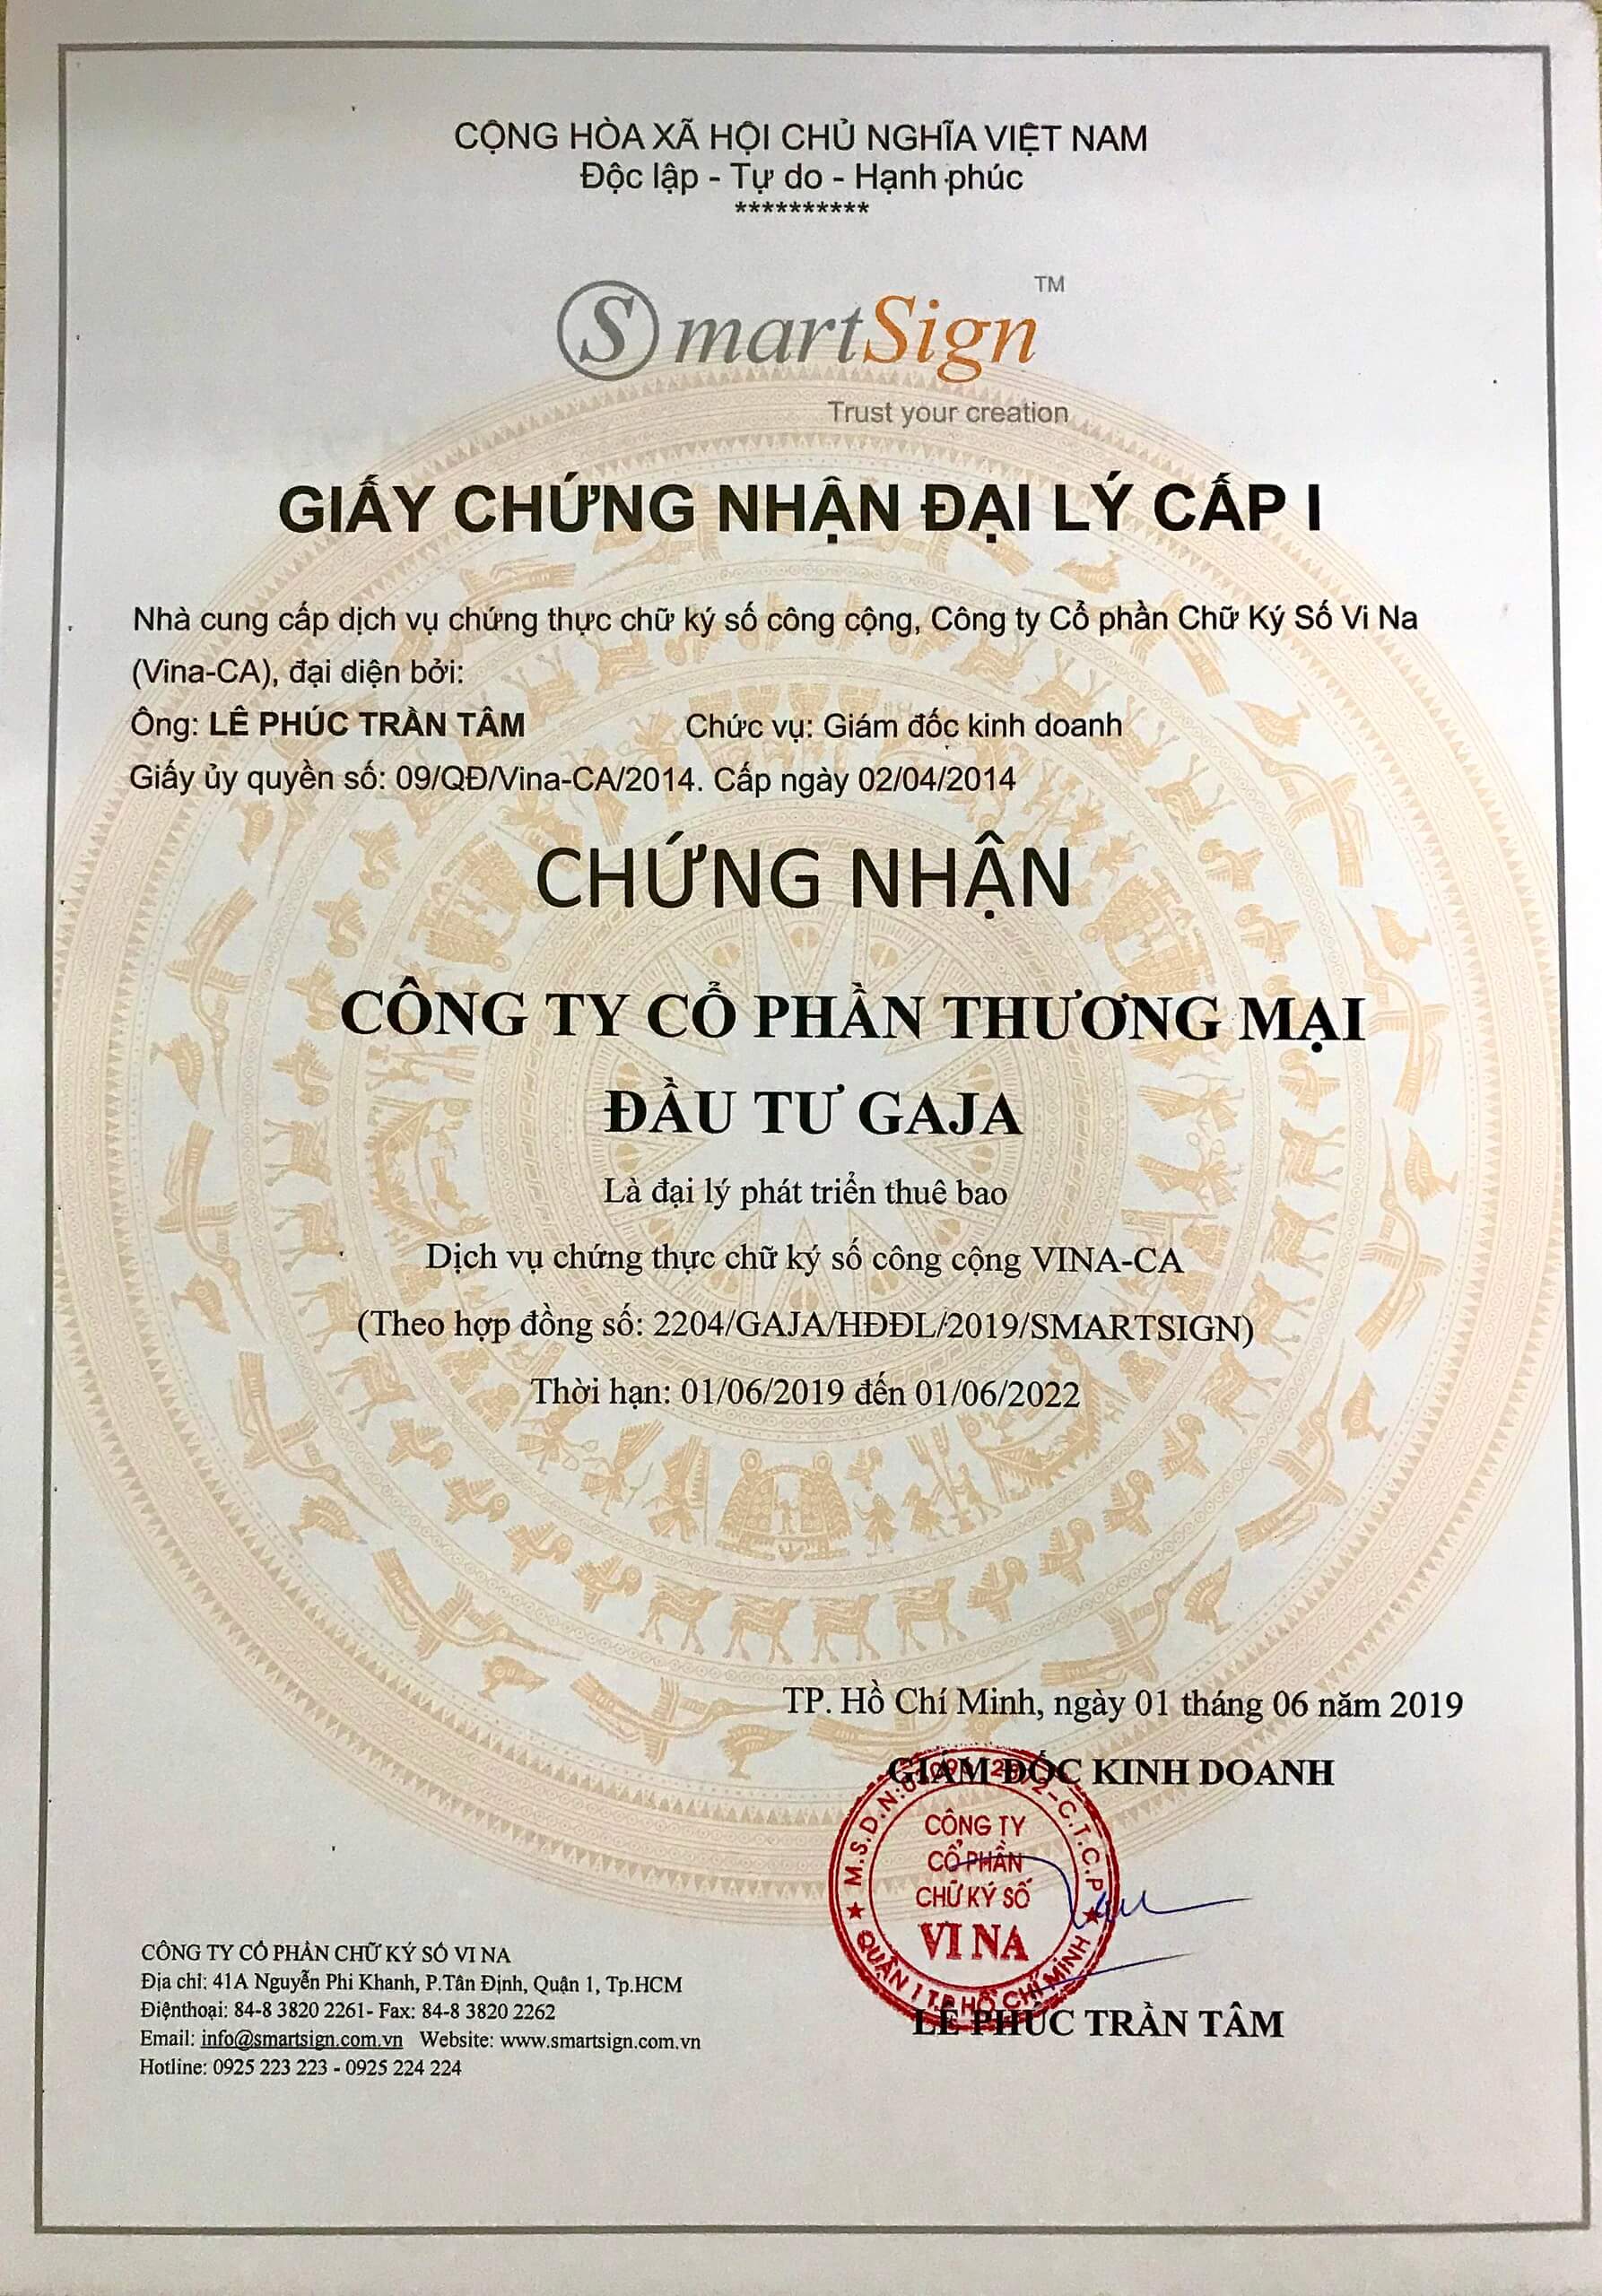 CỘNG HÒA XÃ HỘI CHỦ NGHĨA VIỆT NAM
Độc lập - Tự do - Hạnh phúc
**********
SmartSign TM
Trust your creation
GIẤY CHỨNG NHẬN ĐẠI LÝ CẤP I
Nhà cung cấp dịch vụ chứng thực chữ ký số công cộng, Công ty Cổ phần Chữ Ký Số Vi Na
(Vina-CA), đại diện bởi:
Ông: LÊ PHÚC TRẦN TÂM Chức vụ: Giám đốc kinh doanh
Giấy ủy quyền số: 09/QĐ/Vina-CA/2014. Cấp ngày 02/04/2014
CHỨNG NHẬN
CÔNG TY CỔ PHẦN THƯƠNG MẠI
ĐẦU TƯ GAJA
Là đại lý phát triển thuê bao
Dịch vụ chứng thực chữ ký số công cộng VINA-CA
(Theo hợp đồng số: 2204/GAJA/HĐĐL/2019/SMARTSIGN)
Thời hạn: 01/06/2019 đến 01/06/2022
TP. Hồ Chí Minh, ngày 01 tháng 06 năm 2019
GIÁM ĐỐC KINH DOANH
M.S.D.N: C.T.C.P
CÔNG TY
CỔ PHẦN
CHỮ KÝ SỐ
VI NA
QUẬN 1 T.P HỒ CHÍ MINH
LÊ PHÚC TRẦN TÂM
CÔNG TY CỔ PHẦN CHỮ KÝ SỐ VI NA
Địa chỉ: 41A Nguyễn Phi Khanh, P.Tân Định, Quận 1, Tp.HCM
Điệnthoại: 84-8 3820 2261- Fax: 84-8 3820 2262
Email: info@smartsign.com.vn Website: www.smartsign.com.vn
Hotline: 0925 223 223 - 0925 224 224